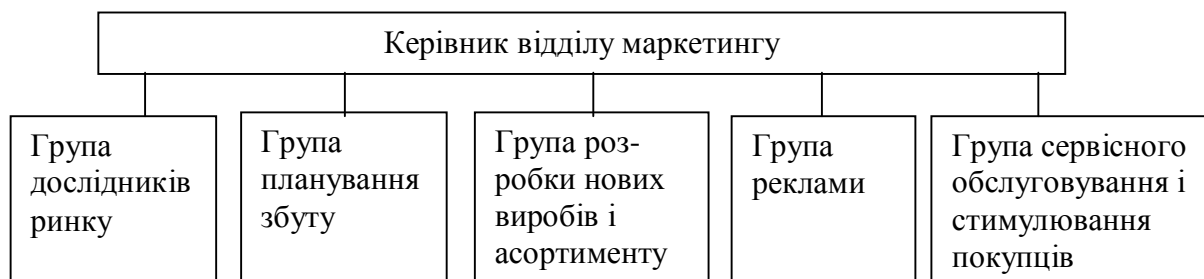 Керівник відділу маркетингу
Група
дослідників
ринку
Група
планування
збуту
Група роз-
робки нових
виробів і
асортименту
Група
реклами
Група сервісного
обслуговування і
стимулювання
покупців